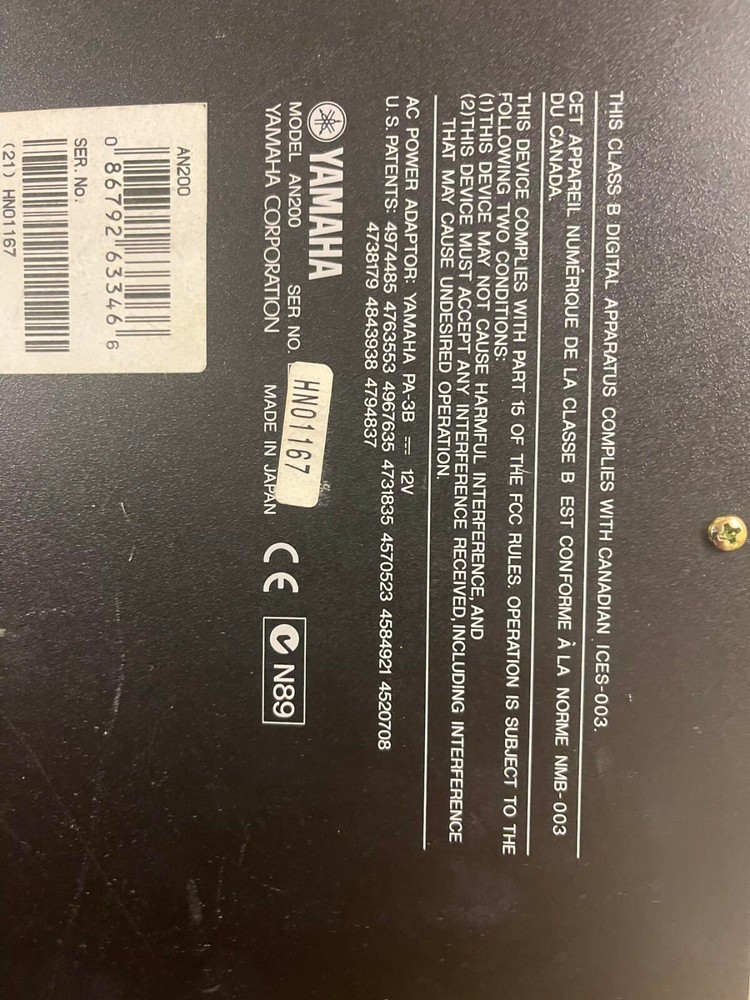 THIS CLASS B DIGITAL APPARATUS COMPLIES WITH CANADIAN ICES-003.
CET APPAREIL NUMÉRIQUE DE LA CLASSE B EST CONFORME À LA NORME NMB-003
DU CANADA.
THIS DEVICE COMPLIES WITH PART 15 OF THE FCC RULES. OPERATION IS SUBJECT TO THE
FOLLOWING TWO CONDITIONS:
(1)THIS DEVICE MAY NOT CAUSE HARMFUL INTERFERENCE, AND
(2)THIS DEVICE MUST ACCEPT ANY INTERFERENCE RECEIVED, INCLUDING INTERFERENCE
THAT MAY CAUSE UNDESIRED OPERATION.
AC POWER ADAPTOR: YAMAHA PA-3B ⎓ 12V
U. S. PATENTS: 4974485 4763553 4967635 4731835 4570523 4584921 4520708
4738179 4843938 4794837
YAMAHA
MODEL AN200 SER NO. HN01167
YAMAHA CORPORATION MADE IN JAPAN CE N89
AN200
0 86792 63346 6
SER. No.
(21) HN01167